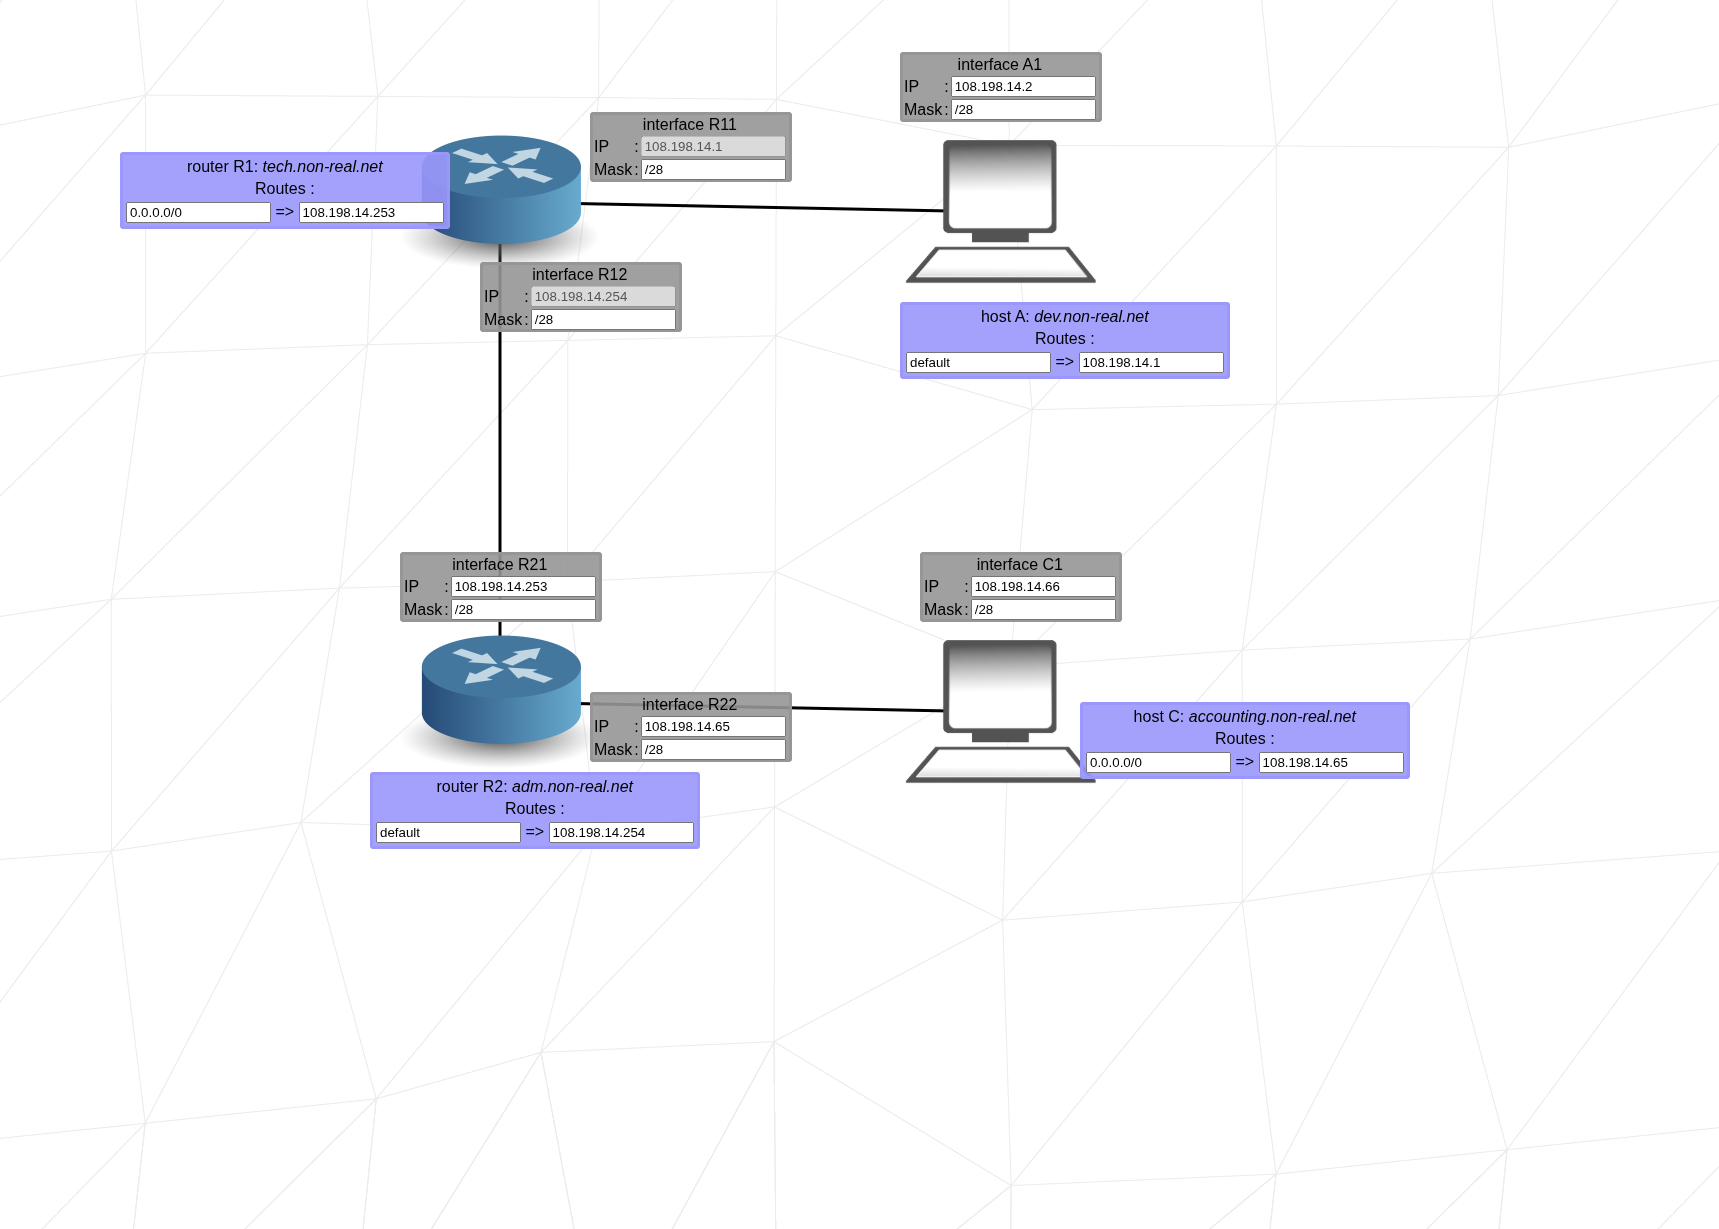 interface A1
IP : 108.198.14.2
Mask : /28
interface R11
IP : 108.198.14.1
Mask : /28
router R1: tech.non-real.net
Routes :
0.0.0.0/0 => 108.198.14.253
interface R12
IP : 108.198.14.254
Mask : /28
host A: dev.non-real.net
Routes :
default => 108.198.14.1
interface R21
IP : 108.198.14.253
Mask : /28
interface C1
IP : 108.198.14.66
Mask : /28
interface R22
IP : 108.198.14.65
Mask : /28
host C: accounting.non-real.net
Routes :
0.0.0.0/0 => 108.198.14.65
router R2: adm.non-real.net
Routes :
default => 108.198.14.254